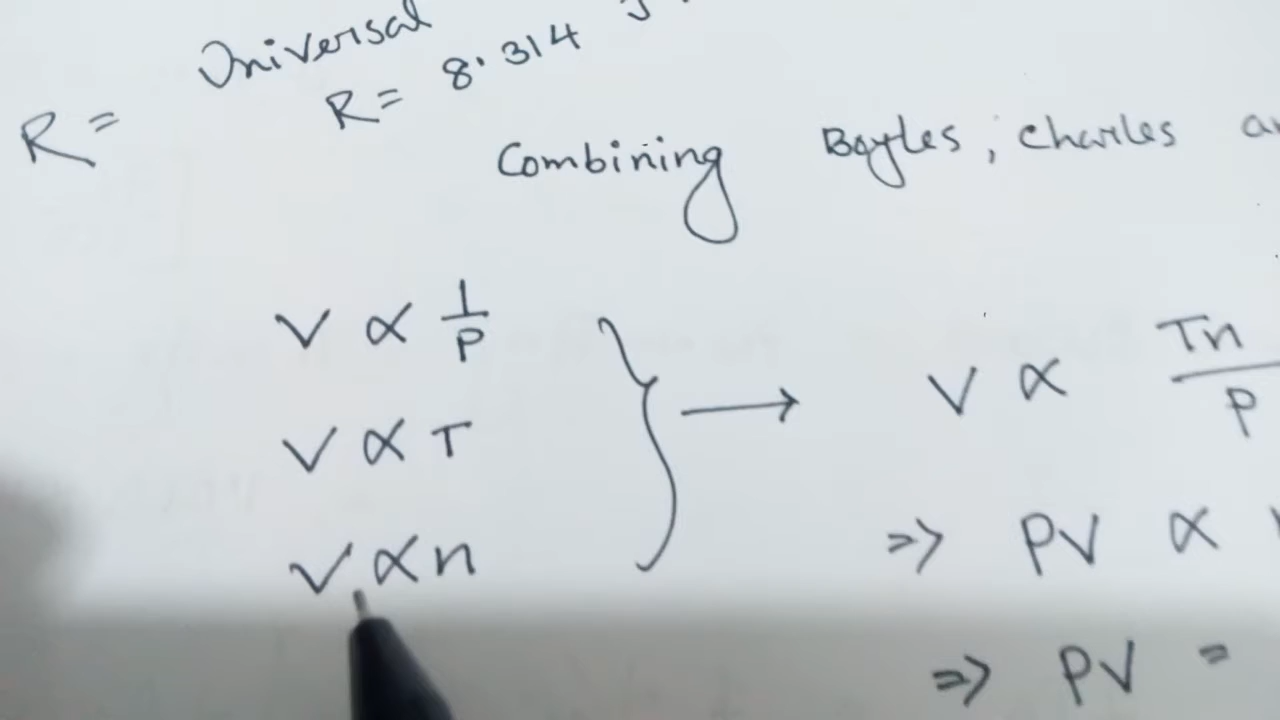 Universal
R =
R = 8.314 J
Combining Boyles, Charles
V ∝ 1/P
V ∝ T
V ∝ n
V ∝ Tn/P
=> PV ∝
=> PV =